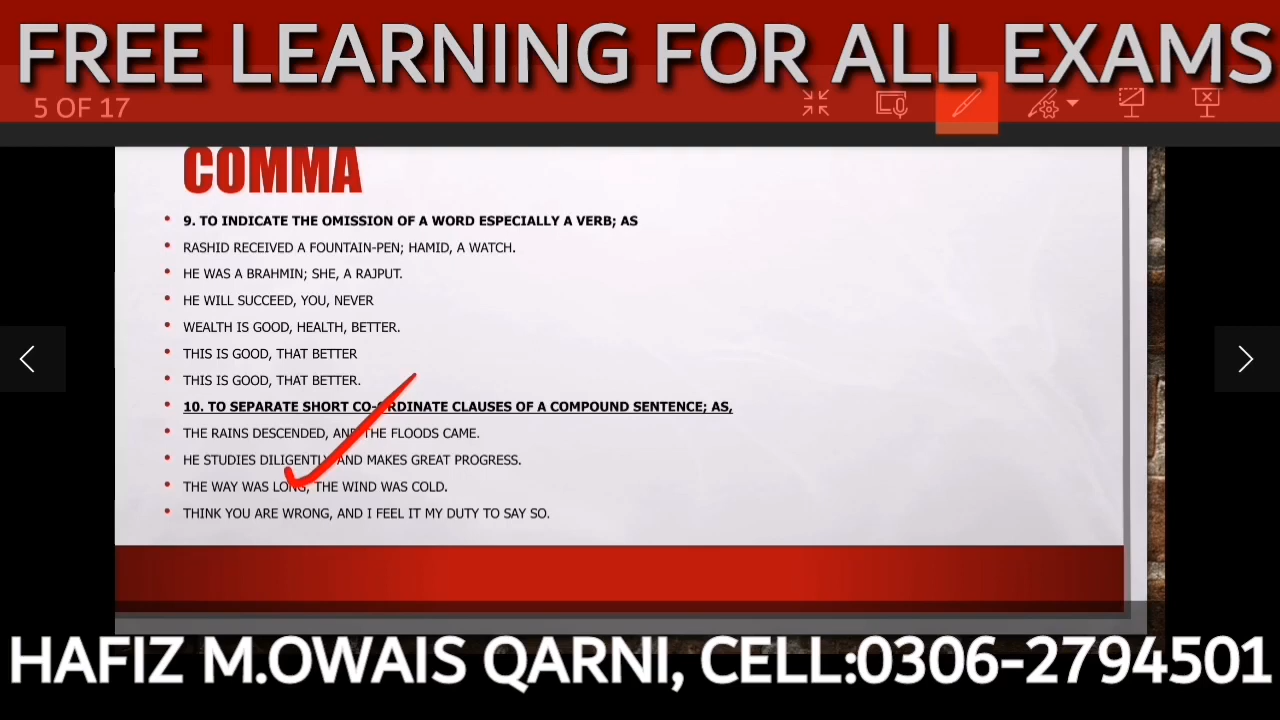 FREE LEARNING FOR ALL EXAMS
5 OF 17
COMMA
• 9. TO INDICATE THE OMISSION OF A WORD ESPECIALLY A VERB; AS
• RASHID RECEIVED A FOUNTAIN-PEN; HAMID, A WATCH.
• HE WAS A BRAHMIN; SHE, A RAJPUT.
• HE WILL SUCCEED, YOU, NEVER
• WEALTH IS GOOD, HEALTH, BETTER.
• THIS IS GOOD, THAT BETTER
• THIS IS GOOD, THAT BETTER.
• 10. TO SEPARATE SHORT CO-ORDINATE CLAUSES OF A COMPOUND SENTENCE; AS,
• THE RAINS DESCENDED, AND THE FLOODS CAME.
• HE STUDIES DILIGENTLY AND MAKES GREAT PROGRESS.
• THE WAY WAS LONG, THE WIND WAS COLD.
• THINK YOU ARE WRONG, AND I FEEL IT MY DUTY TO SAY SO.
HAFIZ M.OWAIS QARNI, CELL:0306-2794501